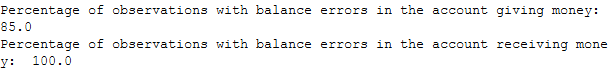 Percentage of observations with balance errors in the account giving money:
85.0
Percentage of observations with balance errors in the account receiving mone
y:  100.0